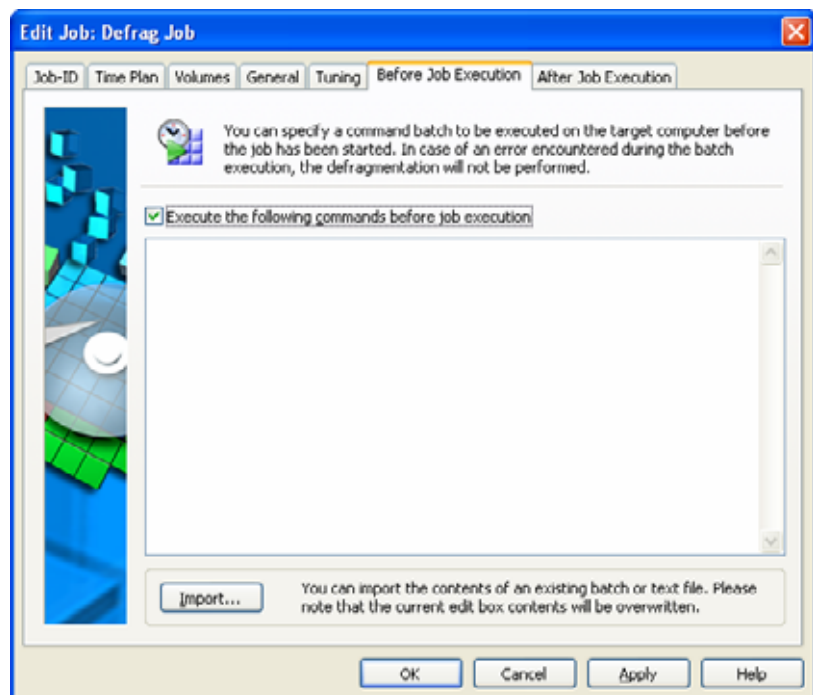 Edit Job: Defrag Job
Job-ID Time Plan Volumes General Tuning Before Job Execution After Job Execution
You can specify a command batch to be executed on the target computer before
the job has been started. In case of an error encountered during the batch
execution, the defragmentation will not be performed.
Execute the following commands before job execution
Import... You can import the contents of an existing batch or text file. Please
note that the current edit box contents will be overwritten.
OK Cancel Apply Help